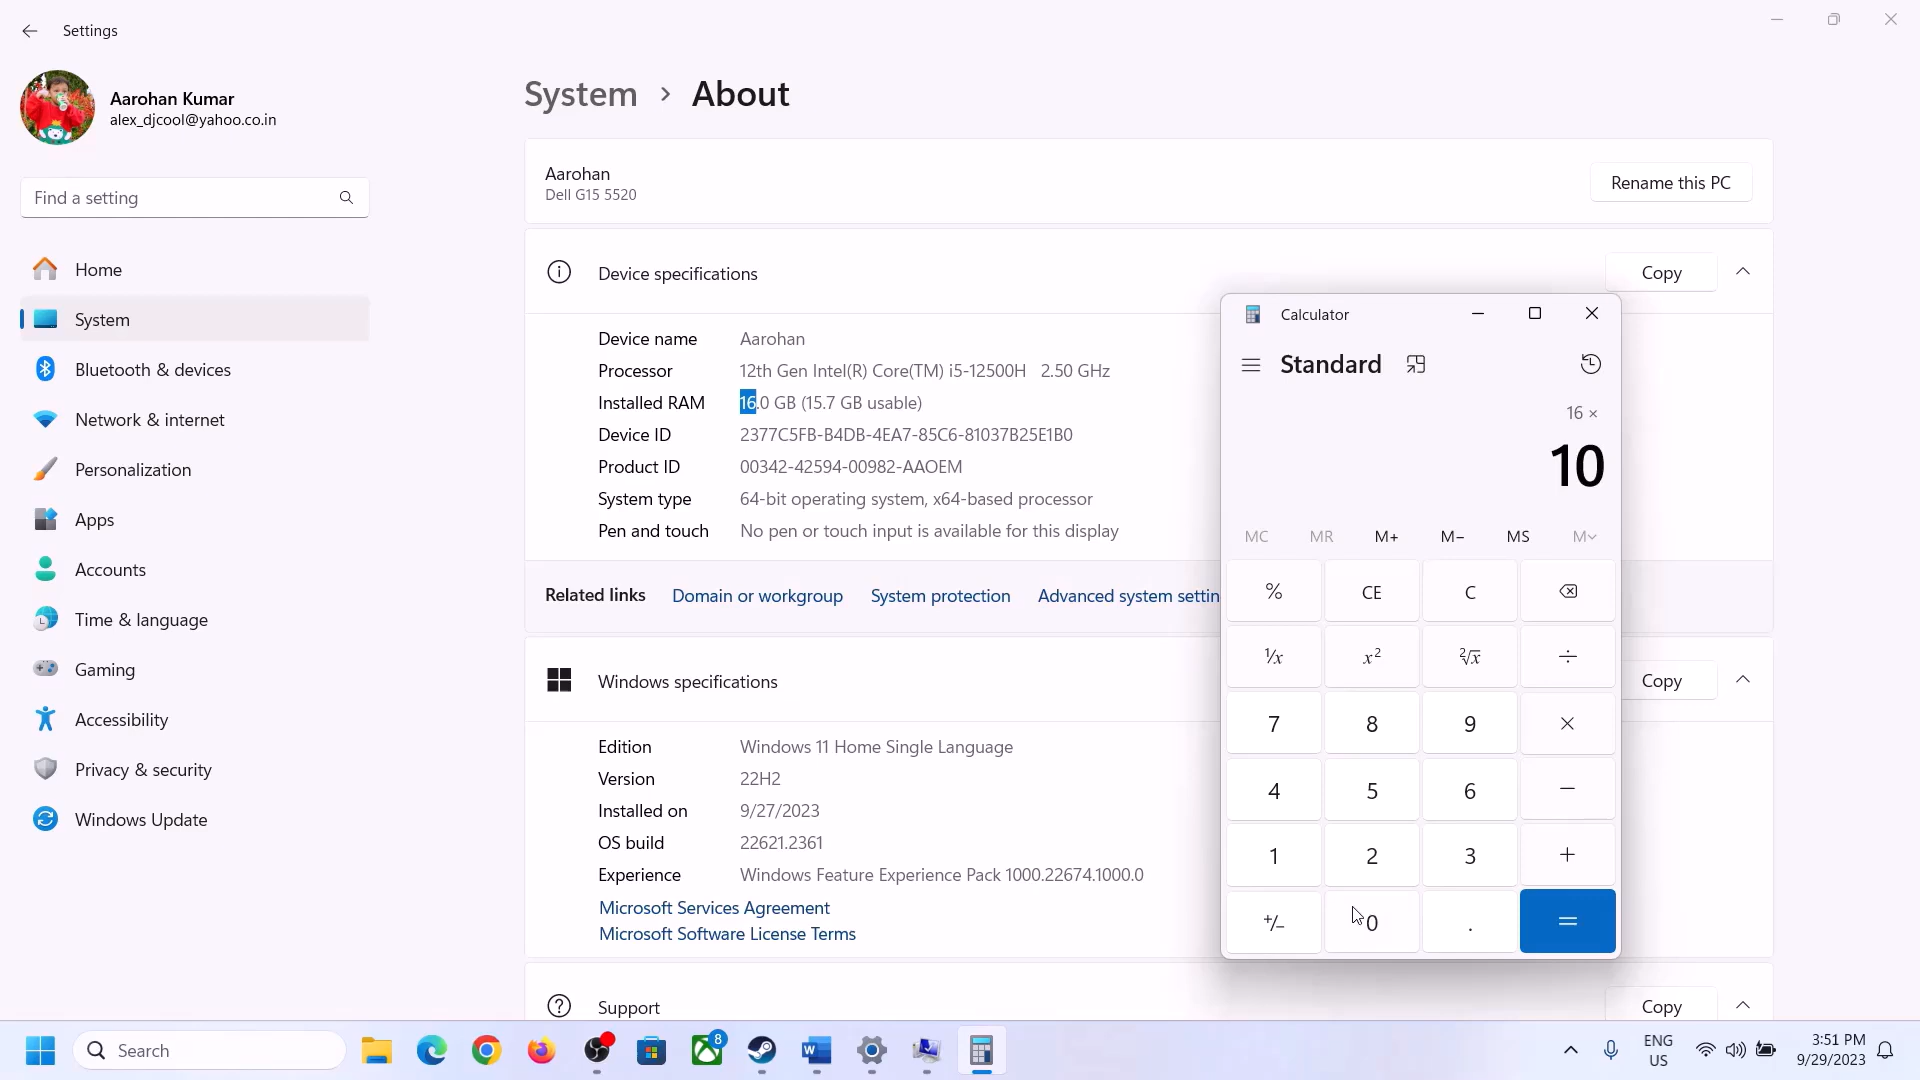 Settings
Aarohan Kumar
alex_djcool@yahoo.co.in
Find a setting
Home
System
Bluetooth & devices
Network & internet
Personalization
Apps
Accounts
Time & language
Gaming
Accessibility
Privacy & security
Windows Update
System > About
Aarohan
Dell G15 5520
Rename this PC
Device specifications
Copy
Device name Aarohan
Processor 12th Gen Intel(R) Core(TM) i5-12500H 2.50 GHz
Installed RAM 16.0 GB (15.7 GB usable)
Device ID 2377C5FB-B4DB-4EA7-85C6-81037B25E1B0
Product ID 00342-42594-00982-AAOEM
System type 64-bit operating system, x64-based processor
Pen and touch No pen or touch input is available for this display
Related links Domain or workgroup System protection Advanced system settin
Windows specifications
Copy
Edition Windows 11 Home Single Language
Version 22H2
Installed on 9/27/2023
OS build 22621.2361
Experience Windows Feature Experience Pack 1000.22674.1000.0
Microsoft Services Agreement
Microsoft Software License Terms
Support
Copy
Calculator
Standard
16 ×
10
MC MR M+ M− MS M
% CE C
¹/x x² ²√x ÷
7 8 9 ×
4 5 6 −
1 2 3 +
+/− 0 . =
Search
8
ENG
US
3:51 PM
9/29/2023